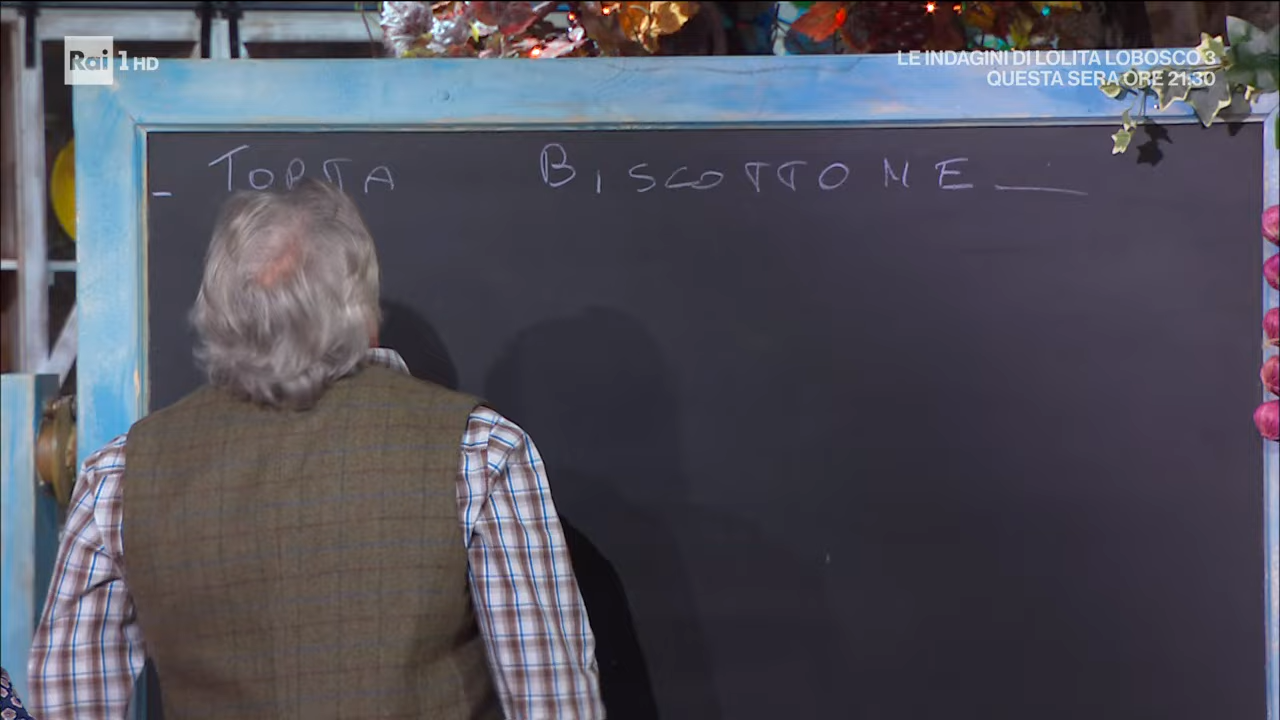 Rai 1 HD
LE INDAGINI DI LOLITA LOBOSCO 3
QUESTA SERA ORE 21:30
- TORTA BISCOTTONE